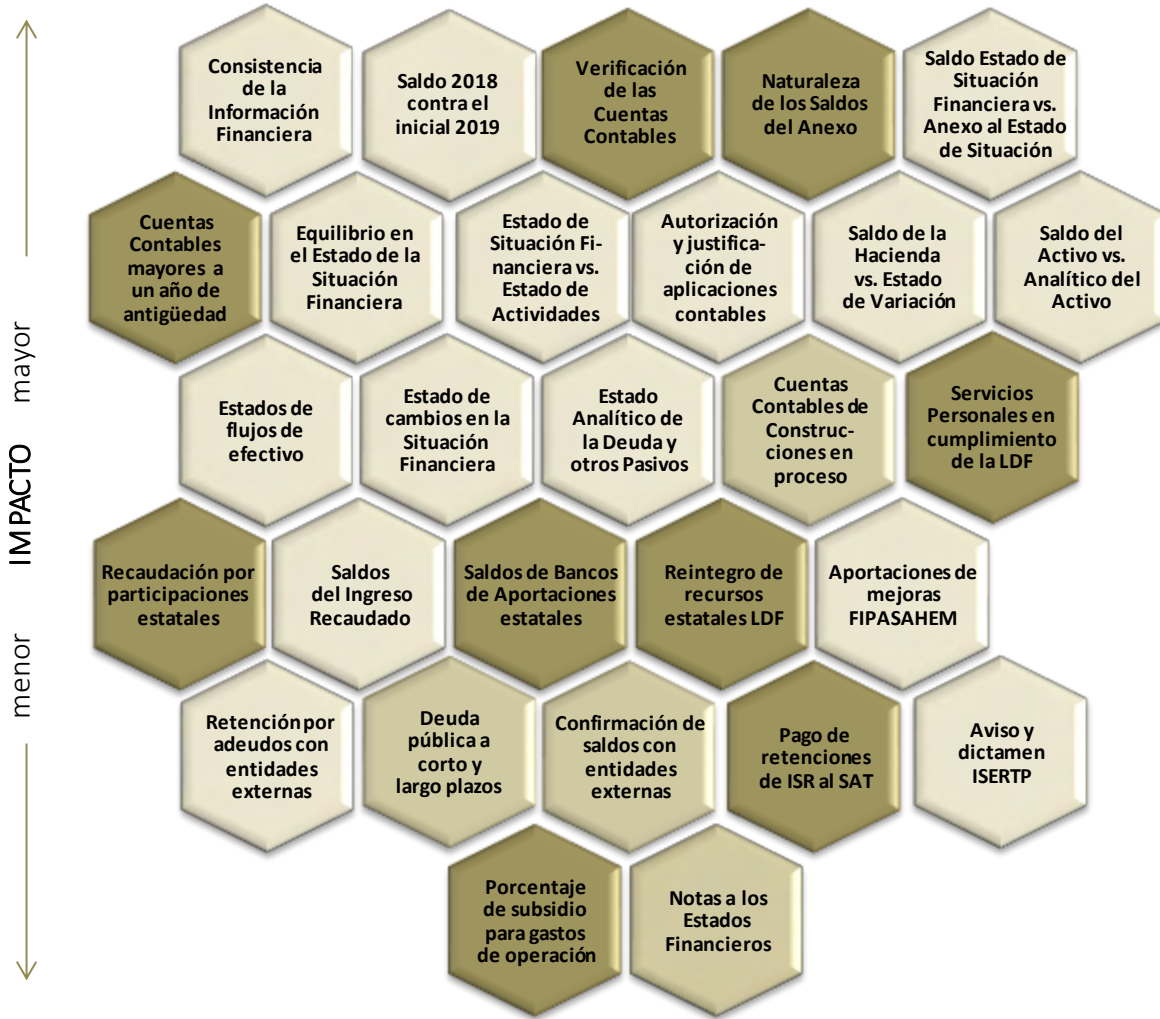 Consistencia
de la
Información
Financiera
Saldo 2018
contra el
inicial 2019
Verificación
de las
Cuentas
Contables
Naturaleza
de los Saldos
del Anexo
Saldo Estado de
Situación
Financiera vs.
Anexo al Estado
de Situación
Cuentas
Contables
mayores a
un año de
antigüedad
Equilibrio en
el Estado de la
Situación
Financiera
Estado de
Situación Fi-
nanciera vs.
Estado de
Actividades
Autorización
y justifica-
ción de
aplicaciones
contables
Saldo de la
Hacienda
vs. Estado
de Variación
Saldo del
Activo vs.
Analítico del
Activo
mayor
IMPACTO
menor
Estados de
flujos de
efectivo
Estado de
cambios en la
Situación
Financiera
Estado
Analítico de
la Deuda y
otros Pasivos
Cuentas
Contables de
Construc-
ciones en
proceso
Servicios
Personales en
cumplimiento
de la LDF
Recaudación por
participaciones
estatales
Saldos
del Ingreso
Recaudado
Saldos de Bancos
de Aportaciones
estatales
Reintegro de
recursos
estatales LDF
Aportaciones de
mejoras
FIPASAHEM
Retención por
adeudos con
entidades
externas
Deuda
pública a
corto y
largo plazos
Confirmación de
saldos con
entidades
externas
Pago de
retenciones
de ISR al SAT
Aviso y
dictamen
ISERTP
Porcentaje
de subsidio
para gastos
de operación
Notas a los
Estados
Financieros